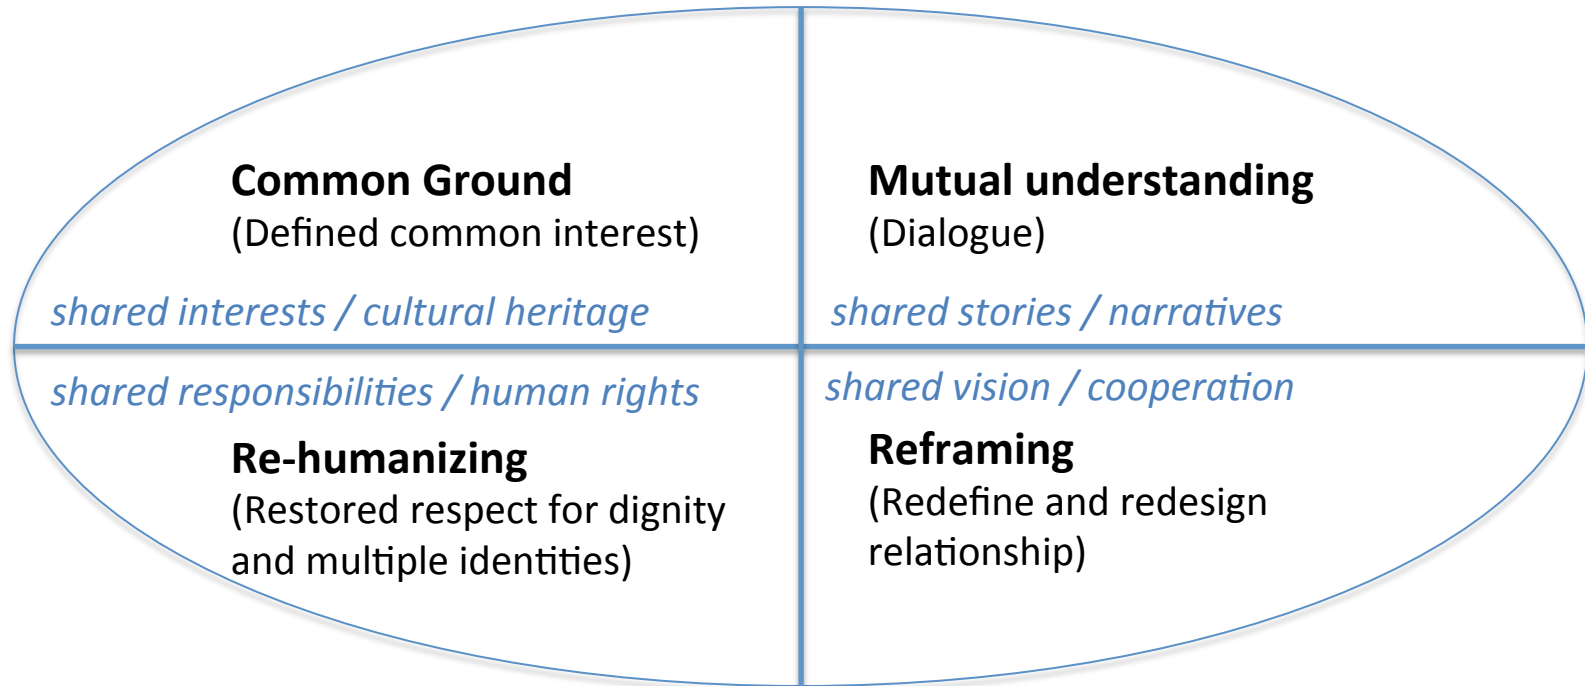 Common Ground
(Defined common interest)
shared interests / cultural heritage
Mutual understanding
(Dialogue)
shared stories / narratives
shared responsibilities / human rights
Re-humanizing
(Restored respect for dignity
and multiple identities)
shared vision / cooperation
Reframing
(Redefine and redesign
relationship)